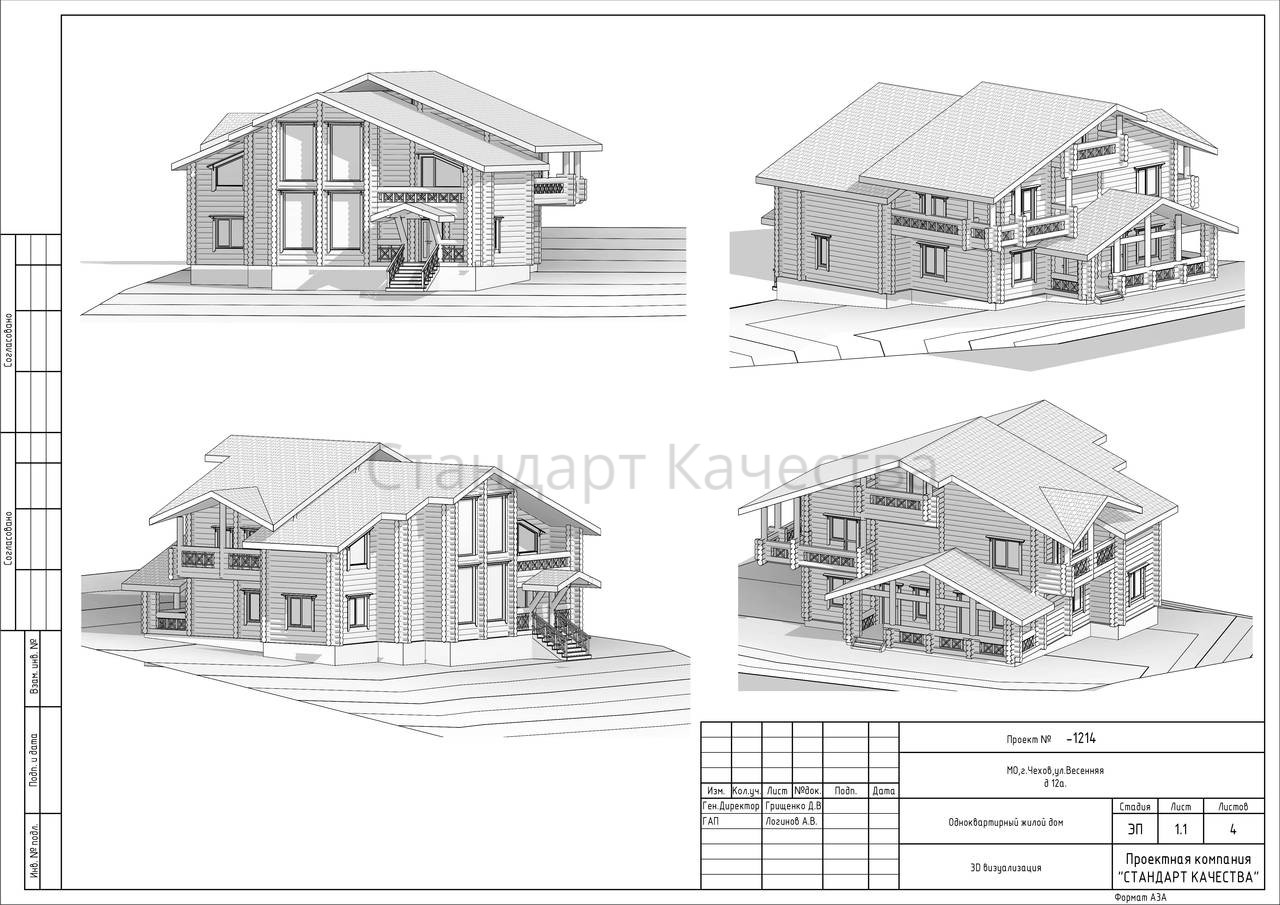 Согласовано
Согласовано
Взам. инв. №
Подп. и дата
Инв. № подл.
Стандарт Качества
Проект № -1214
МО,г.Чехов,ул.Весенняя
д 12а.
Изм. Кол.уч. Лист №док. Подп. Дата
Ген.Директор Грищенко Д.В
ГАП Логинов А.В.
Одноквартирный жилой дом
Стадия Лист Листов
ЭП 1.1 4
3D визуализация
Проектная компания
"СТАНДАРТ КАЧЕСТВА"
Формат А3А